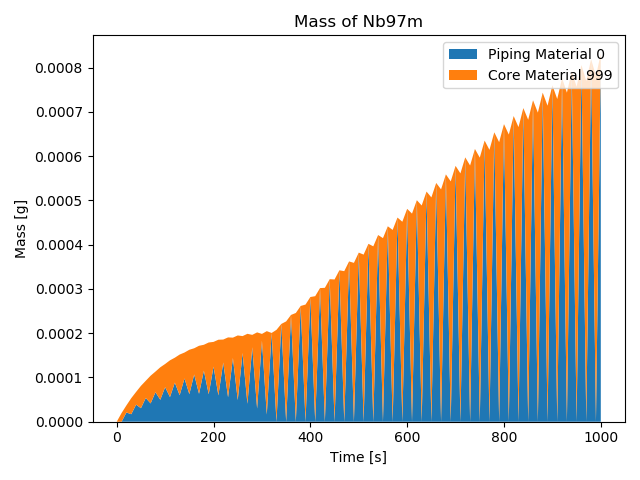 Mass of Nb97m
Piping Material 0
Core Material 999
Mass [g]
0.0008
0.0007
0.0006
0.0005
0.0004
0.0003
0.0002
0.0001
0.0000
0 200 400 600 800 1000
Time [s]